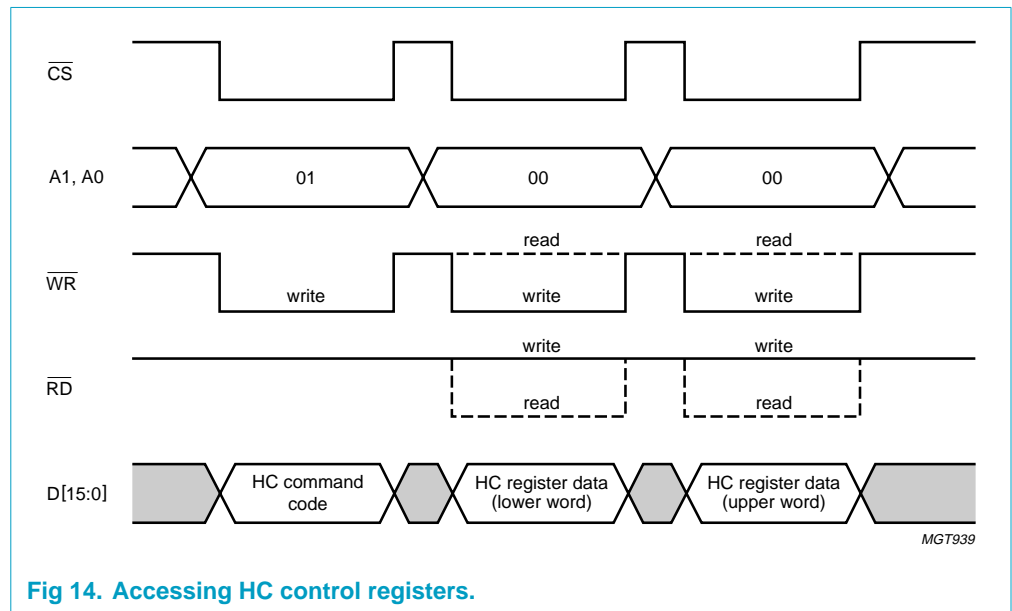 CS
A1, A0
01
00
00
read
read
WR
write
write
write
write
write
RD
read
read
D[15:0]
HC command
code
HC register data
(lower word)
HC register data
(upper word)
MGT939
Fig 14. Accessing HC control registers.